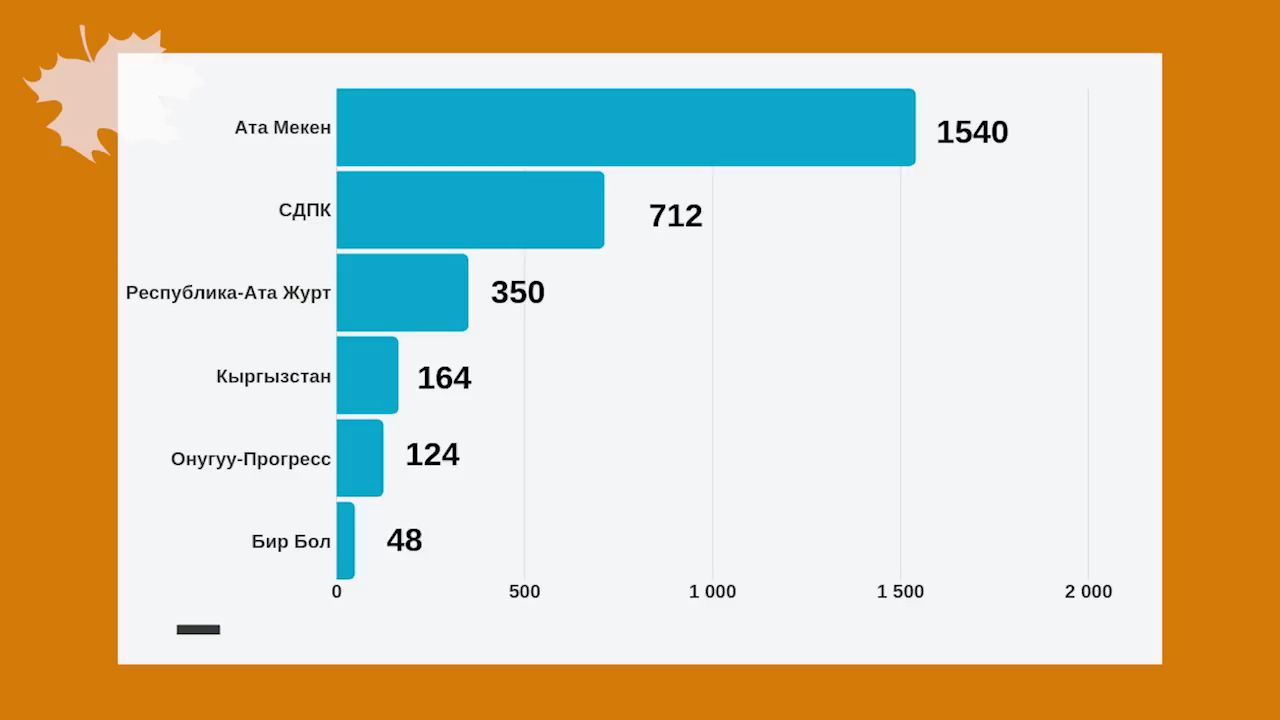 Ата Мекен 1540
СДПК 712
Республика-Ата Журт 350
Кыргызстан 164
Онугуу-Прогресс 124
Бир Бол 48
0 500 1 000 1 500 2 000